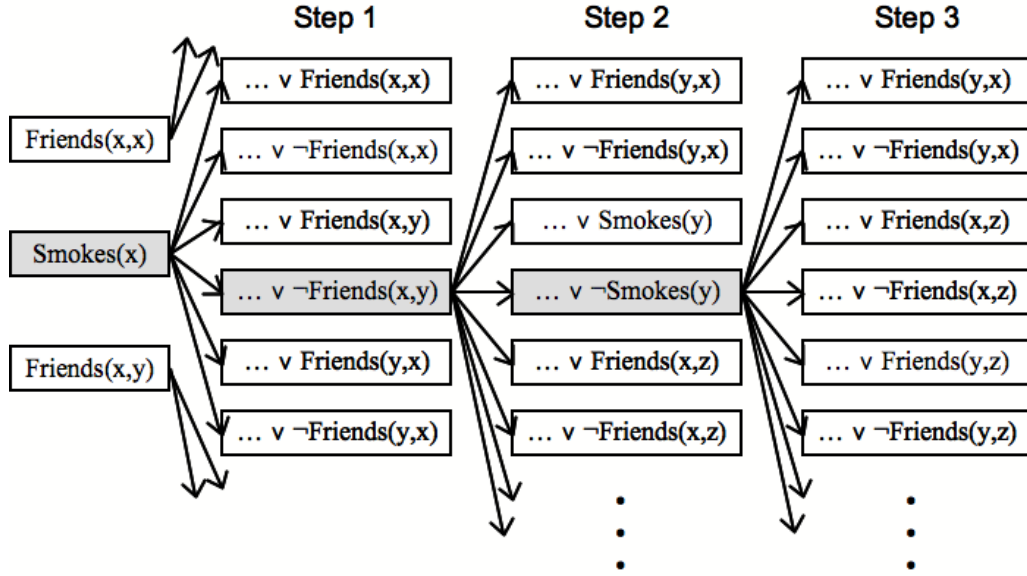 Step 1
Step 2
Step 3
Friends(x,x)
Smokes(x)
Friends(x,y)
… ∨ Friends(x,x)
… ∨ ¬Friends(x,x)
… ∨ Friends(x,y)
… ∨ ¬Friends(x,y)
… ∨ Friends(y,x)
… ∨ ¬Friends(y,x)
… ∨ Friends(y,x)
… ∨ ¬Friends(y,x)
… ∨ Smokes(y)
… ∨ ¬Smokes(y)
… ∨ Friends(x,z)
… ∨ ¬Friends(x,z)
… ∨ Friends(y,x)
… ∨ ¬Friends(y,x)
… ∨ Friends(x,z)
… ∨ ¬Friends(x,z)
… ∨ Friends(y,z)
… ∨ ¬Friends(y,z)